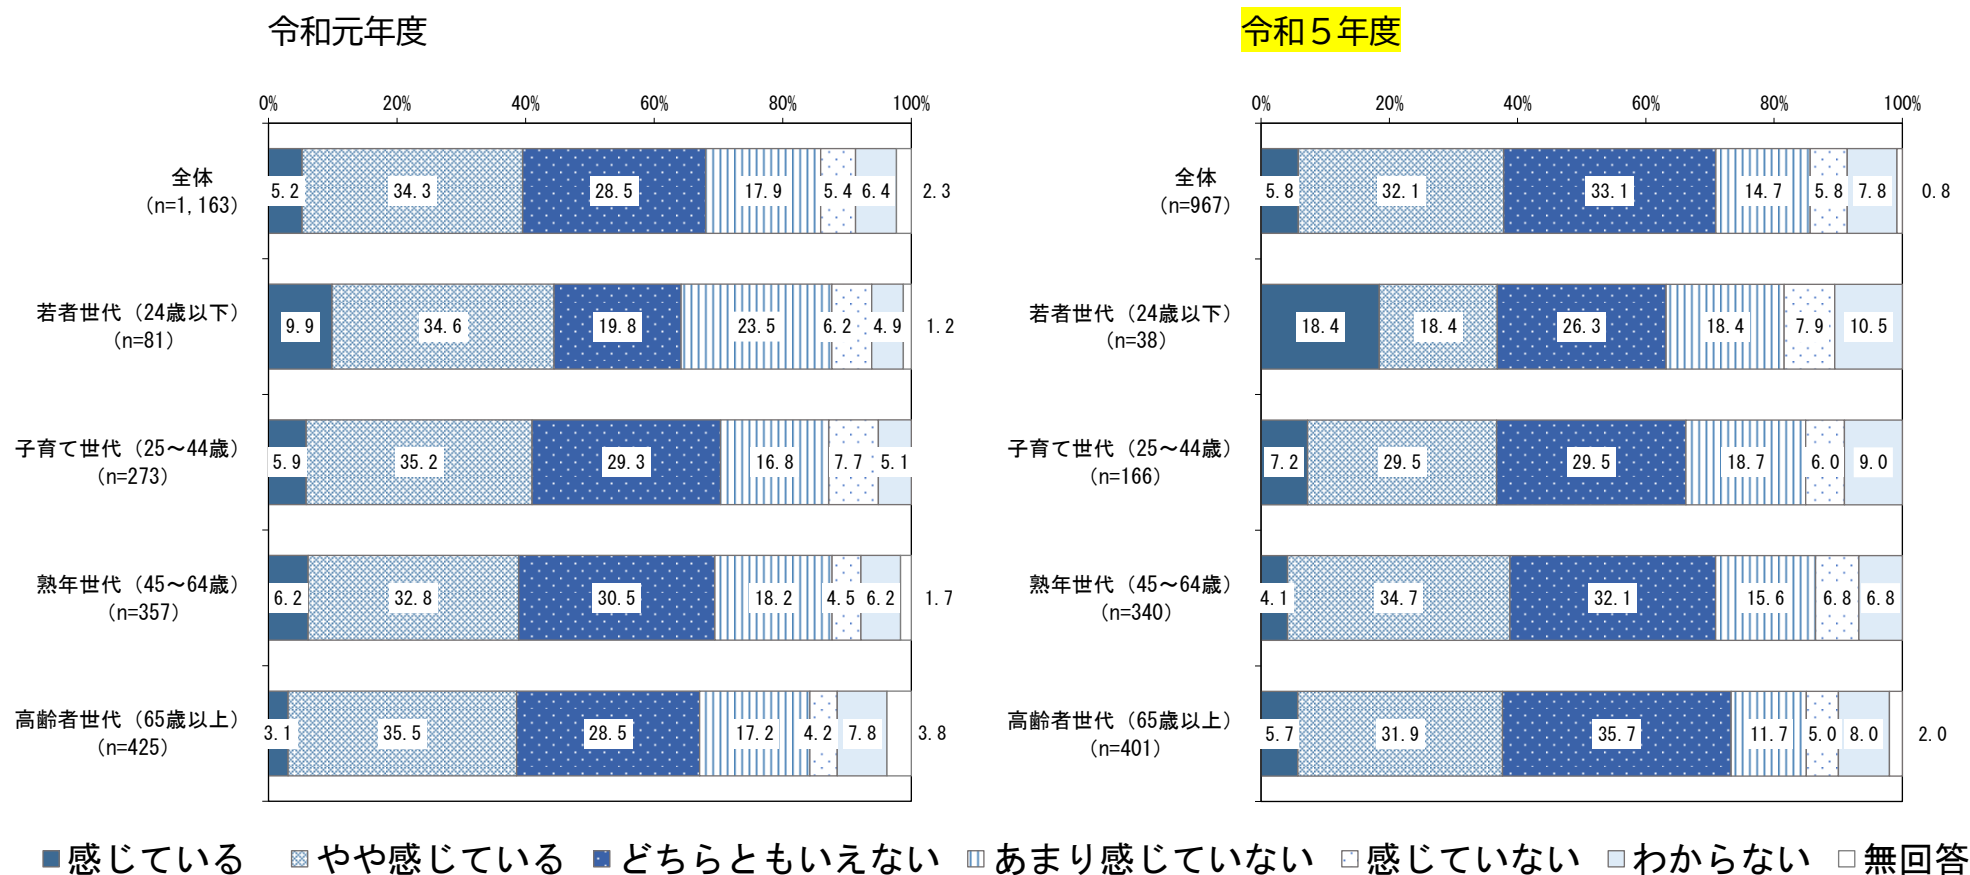 令和元年度
0% 20% 40% 60% 80% 100%
全体
(n=1,163)
5.2 34.3 28.5 17.9 5.4 6.4 2.3
若者世代（24歳以下）
(n=81)
9.9 34.6 19.8 23.5 6.2 4.9 1.2
子育て世代（25～44歳）
(n=273)
5.9 35.2 29.3 16.8 7.7 5.1
熟年世代（45～64歳）
(n=357)
6.2 32.8 30.5 18.2 4.5 6.2 1.7
高齢者世代（65歳以上）
(n=425)
3.1 35.5 28.5 17.2 4.2 7.8 3.8
令和５年度
0% 20% 40% 60% 80% 100%
全体
(n=967)
5.8 32.1 33.1 14.7 5.8 7.8 0.8
若者世代（24歳以下）
(n=38)
18.4 18.4 26.3 18.4 7.9 10.5
子育て世代（25～44歳）
(n=166)
7.2 29.5 29.5 18.7 6.0 9.0
熟年世代（45～64歳）
(n=340)
4.1 34.7 32.1 15.6 6.8 6.8
高齢者世代（65歳以上）
(n=401)
5.7 31.9 35.7 11.7 5.0 8.0 2.0
感じている やや感じている どちらともいえない あまり感じていない 感じていない わからない 無回答